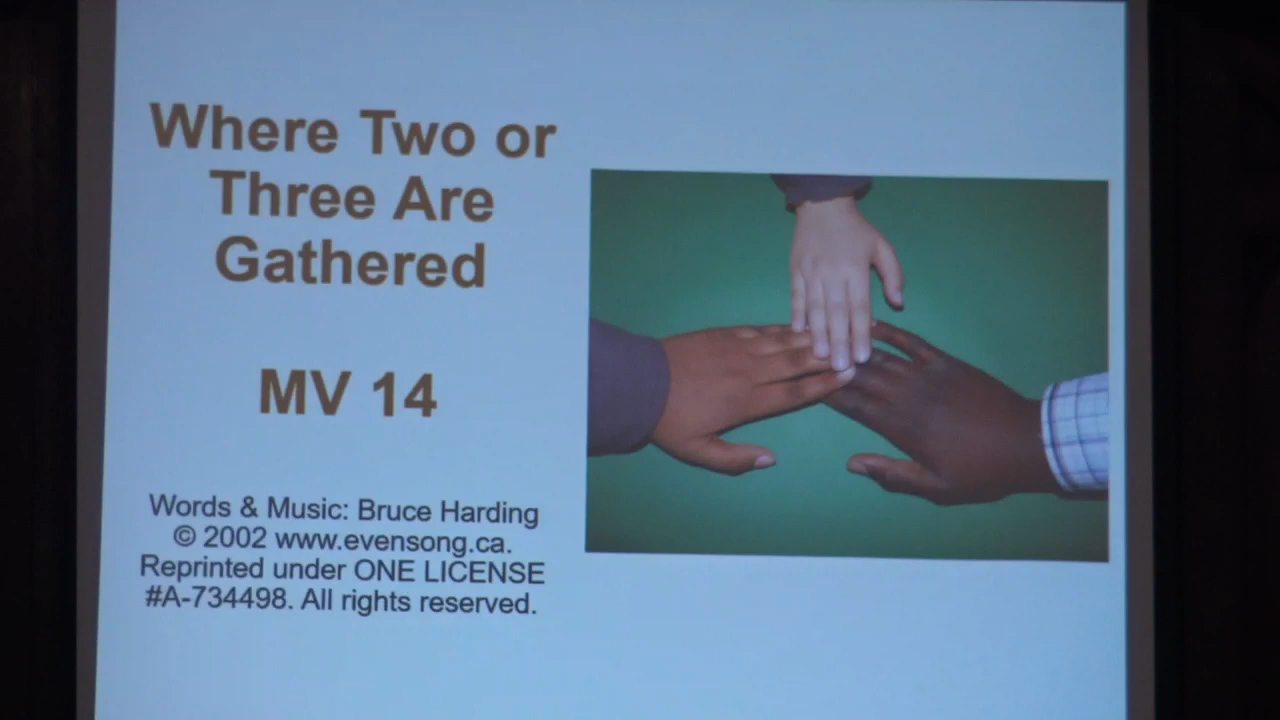 Where Two or
Three Are
Gathered
MV 14
Words & Music: Bruce Harding
© 2002 www.evensong.ca.
Reprinted under ONE LICENSE
#A-734498. All rights reserved.